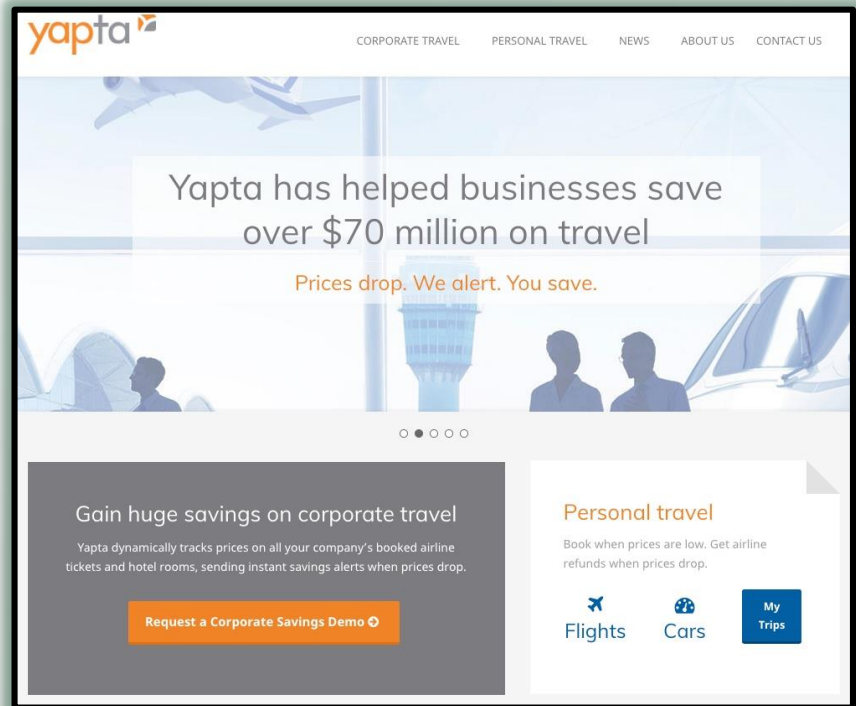 yapta
CORPORATE TRAVEL PERSONAL TRAVEL NEWS ABOUT US CONTACT US
Yapta has helped businesses save
over $70 million on travel
Prices drop. We alert. You save.
Gain huge savings on corporate travel
Yapta dynamically tracks prices on all your company's booked airline
tickets and hotel rooms, sending instant savings alerts when prices drop.
Request a Corporate Savings Demo
Personal travel
Book when prices are low. Get airline
refunds when prices drop.
Flights Cars
My
Trips